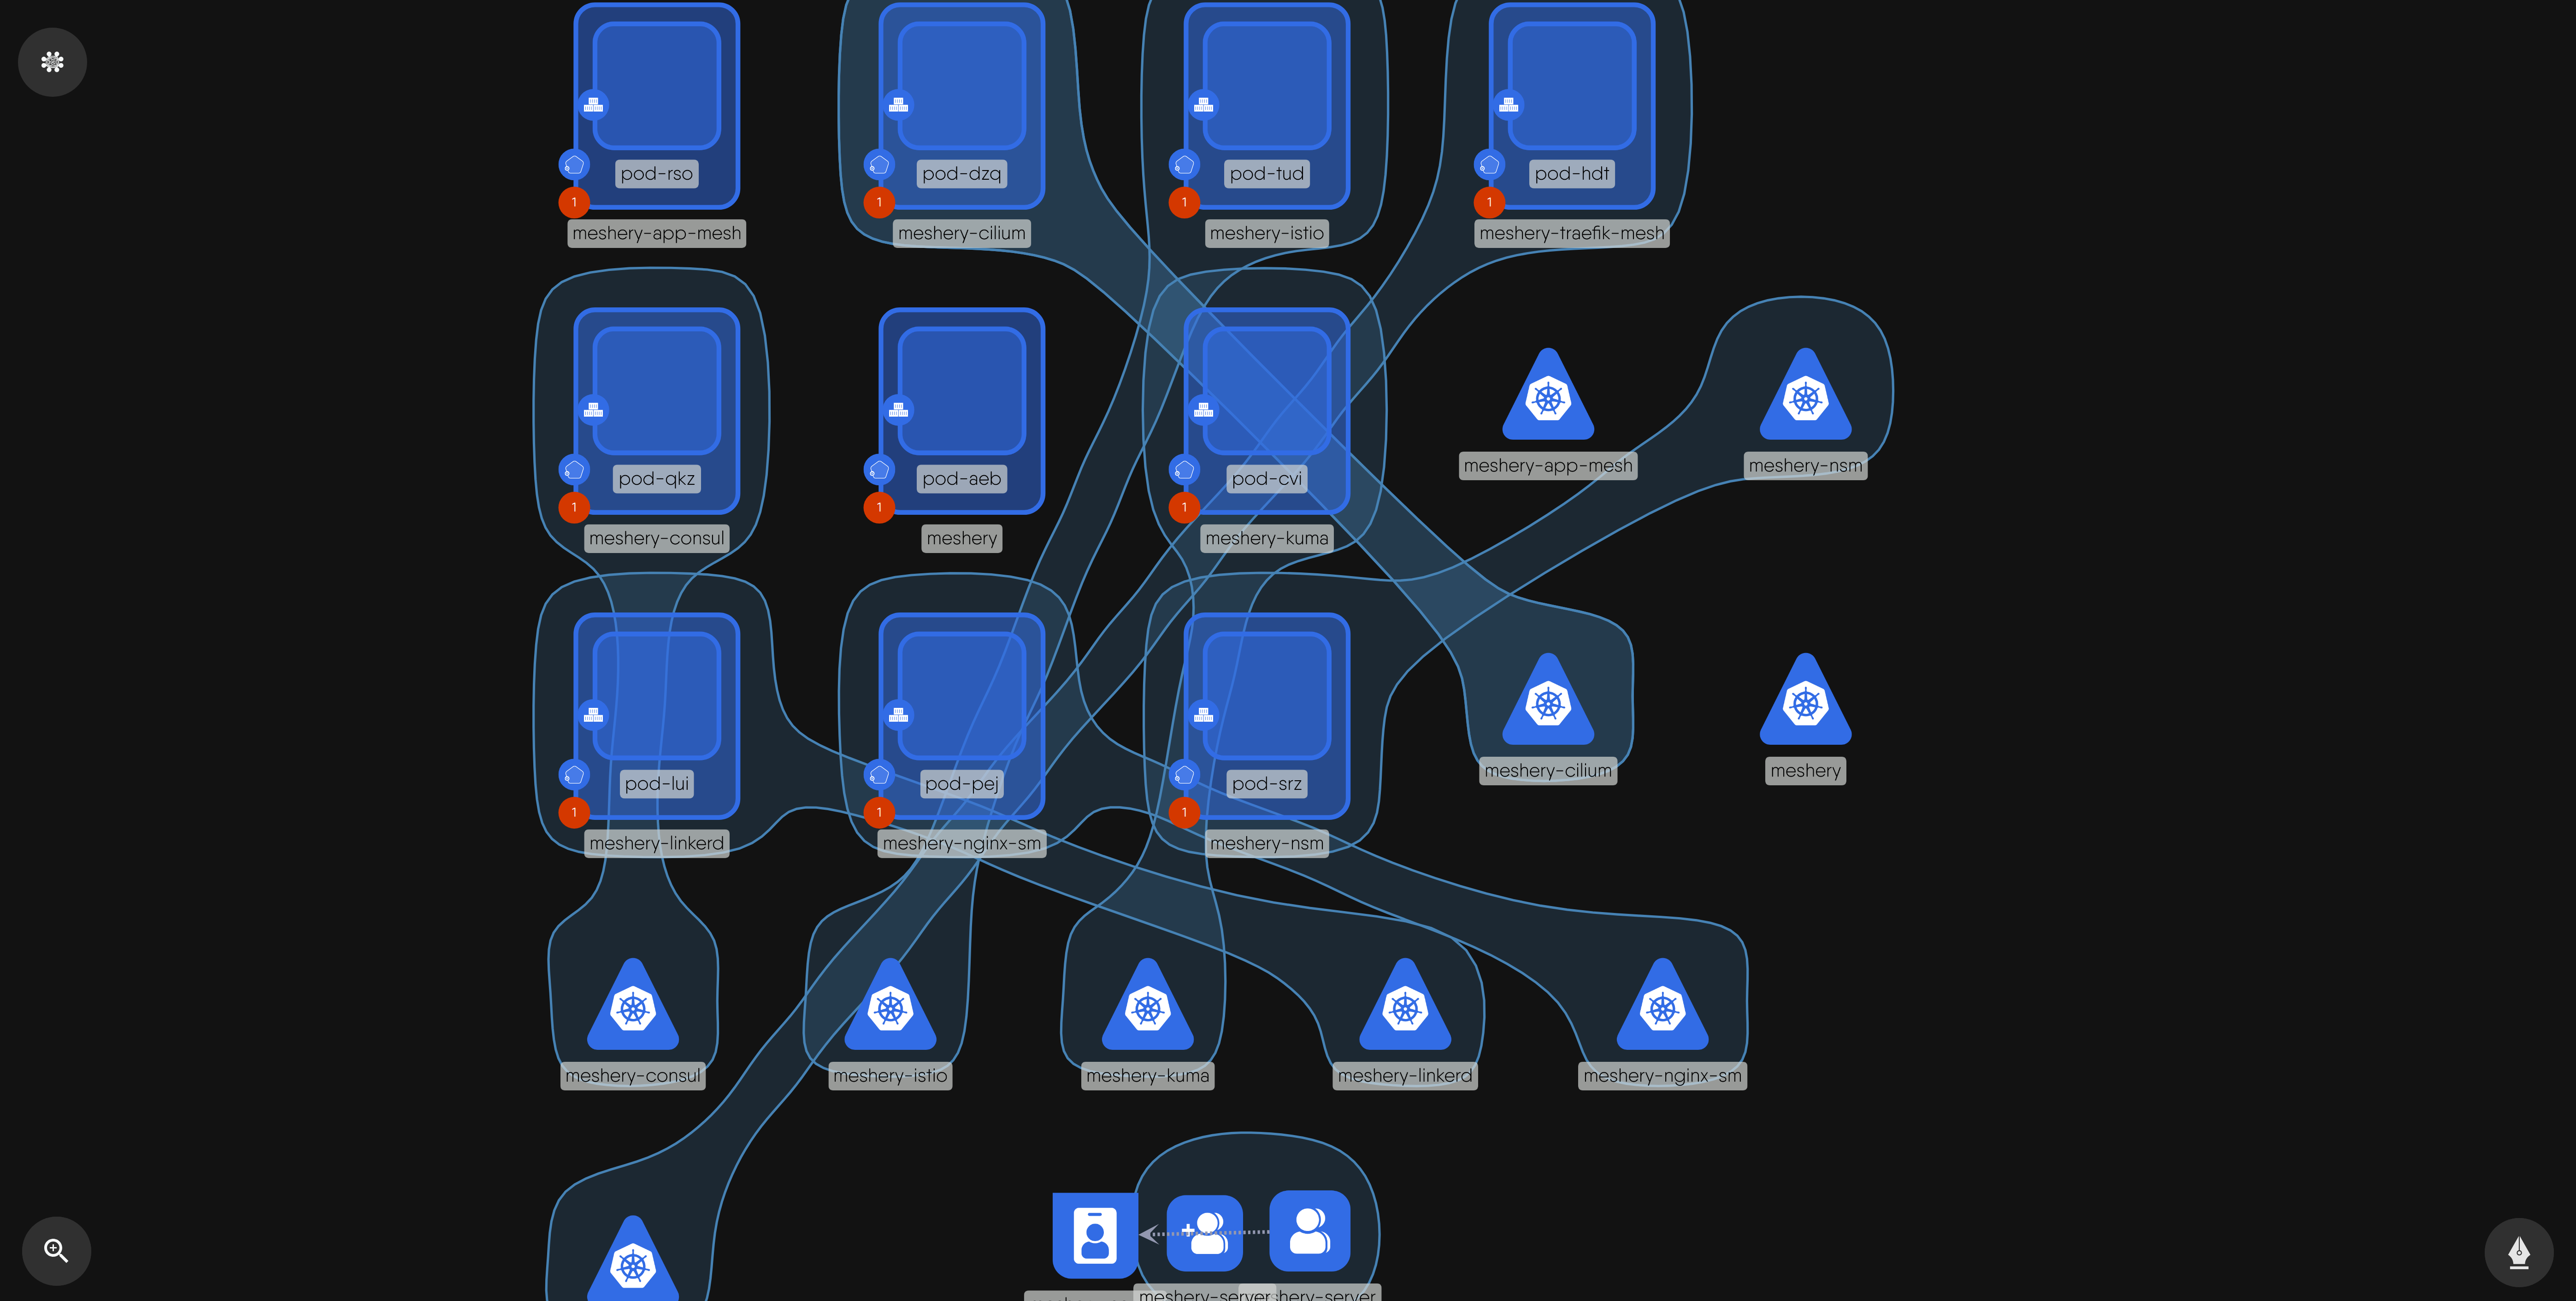 pod-rso
pod-dzq
pod-tud
pod-hdt
1
1
1
1
meshery-app-mesh
meshery-cilium
meshery-istio
meshery-traefik-mesh
pod-qkz
pod-aeb
pod-cvi
meshery-app-mesh
meshery-nsm
1
1
1
meshery-consul
meshery
meshery-kuma
pod-lui
pod-pej
pod-srz
meshery-cilium
meshery
1
1
1
meshery-linkerd
meshery-nginx-sm
meshery-nsm
meshery-consul
meshery-istio
meshery-kuma
meshery-linkerd
meshery-nginx-sm
meshery-server
hery-server